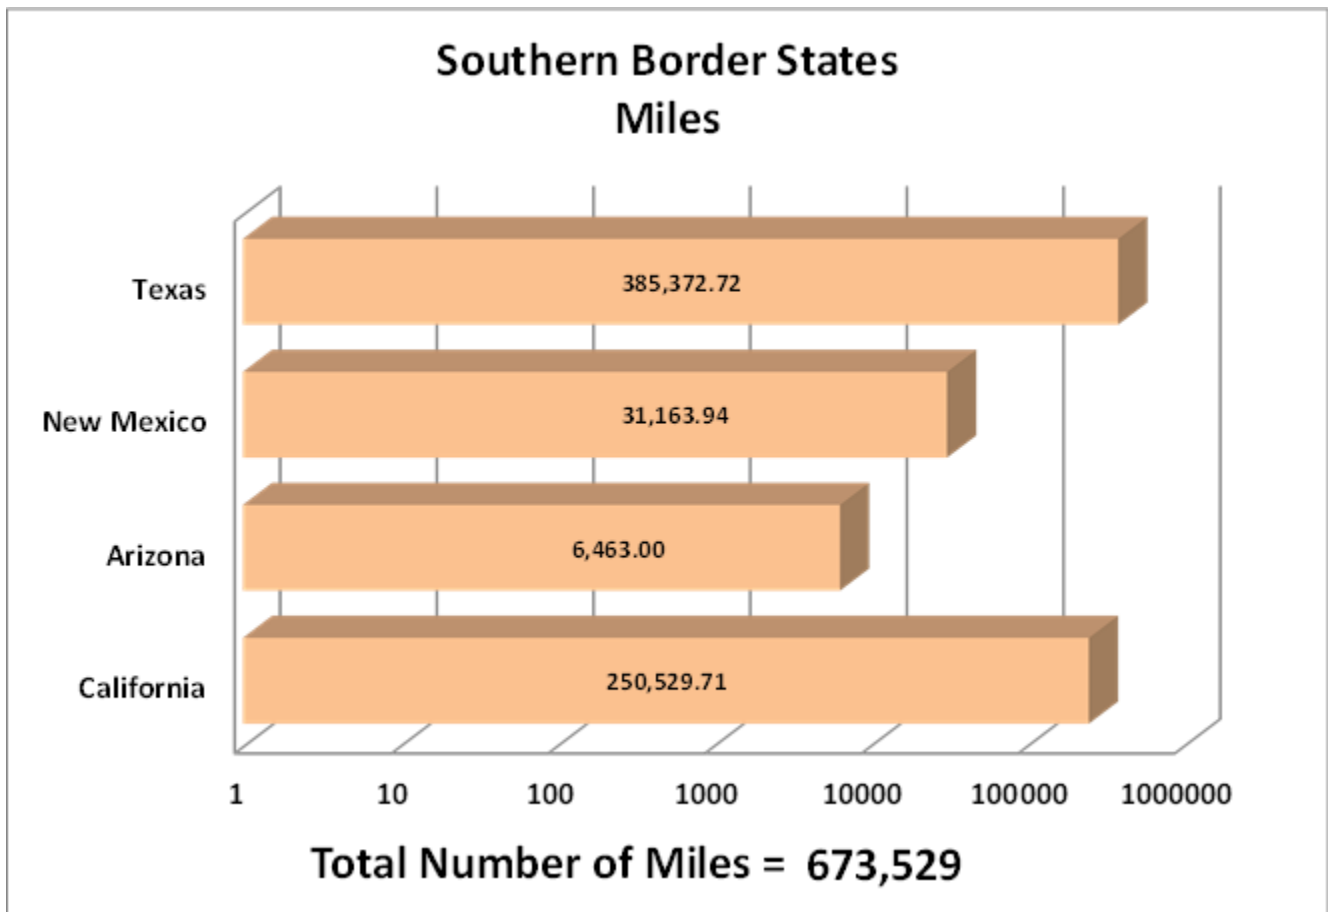 Southern Border States
Miles
Texas
385,372.72
New Mexico
31,163.94
Arizona
6,463.00
California
250,529.71
1 10 100 1000 10000 100000 1000000
Total Number of Miles = 673,529